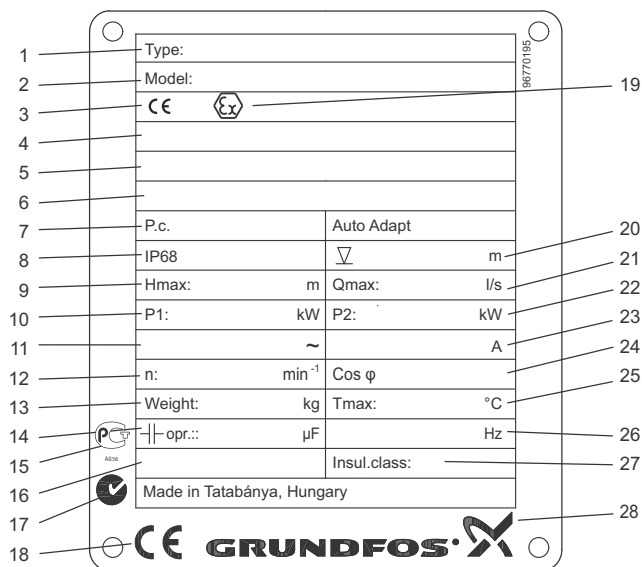 1 Type:
2 Model: 96770195
3 CE Ex 19
4
5
6
7 P.c. Auto Adapt
8 IP68 m 20
9 Hmax: m Qmax: l/s 21
10 P1: kW P2: kW 22
11 ~ A 23
12 n: min⁻¹ Cos φ 24
13 Weight: kg Tmax: °C 25
14 opr.:: µF Hz 26
15 PCT АЯ56
16 Insul.class: 27
17 Made in Tatabánya, Hungary
18 CE GRUNDFOS 28